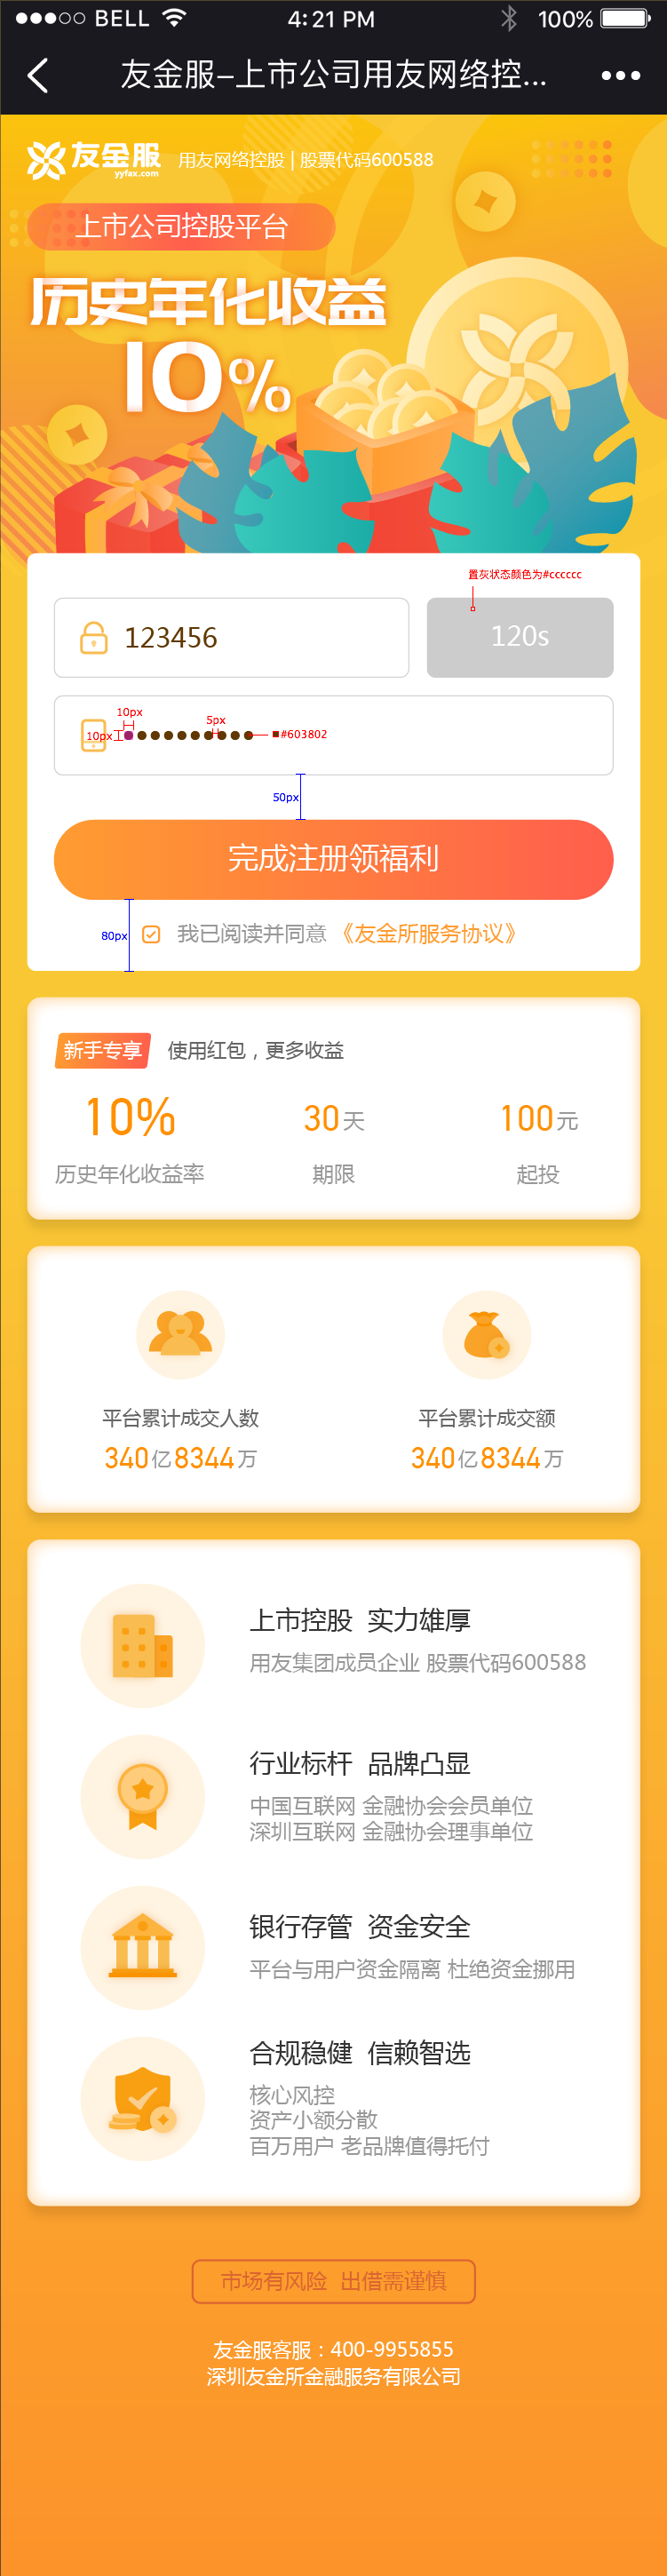 BELL 4:21 PM 100%
友金服–上市公司用友网络控...
友金服 yyfax.com 用友网络控股 | 股票代码600588
上市公司控股平台
历史年化收益
10%
置灰状态颜色为#cccccc
123456 120s
10px
5px
10px #603802
50px
完成注册领福利
80px 我已阅读并同意《友金所服务协议》
新手专享 使用红包，更多收益
10% 30天 100元
历史年化收益率 期限 起投
平台累计成交人数 平台累计成交额
340亿8344万 340亿8344万
上市控股 实力雄厚
用友集团成员企业 股票代码600588
行业标杆 品牌凸显
中国互联网 金融协会会员单位
深圳互联网 金融协会理事单位
银行存管 资金安全
平台与用户资金隔离 杜绝资金挪用
合规稳健 信赖智选
核心风控
资产小额分散
百万用户 老品牌值得托付
市场有风险 出借需谨慎
友金服客服：400-9955855
深圳友金所金融服务有限公司